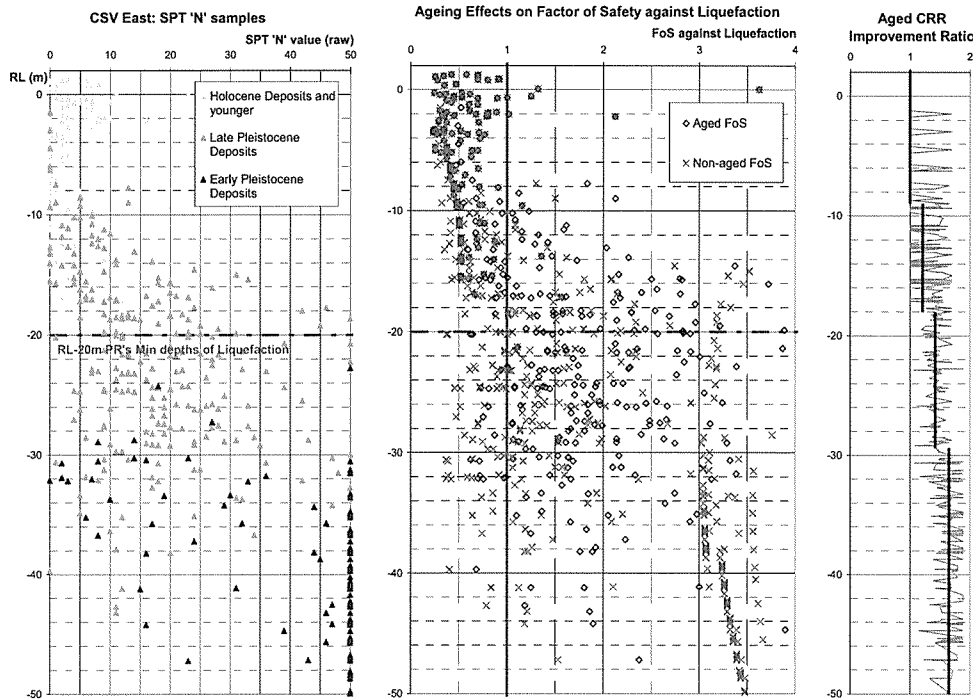 CSV East: SPT 'N' samples
SPT 'N' value (raw)
0 10 20 30 40 50
RL (m)
0
-10
-20
-30
-40
-50
Holocene Deposits and
younger
Late Pleistocene
Deposits
Early Pleistocene
Deposits
RL-20m PR's Min depths of Liquefaction
Ageing Effects on Factor of Safety against Liquefaction
FoS against Liquefaction
0 1 2 3 4
0
-10
-20
-30
-40
-50
Aged FoS
Non-aged FoS
Aged CRR
Improvement Ratio
0 1 2
0
-10
-20
-30
-40
-50